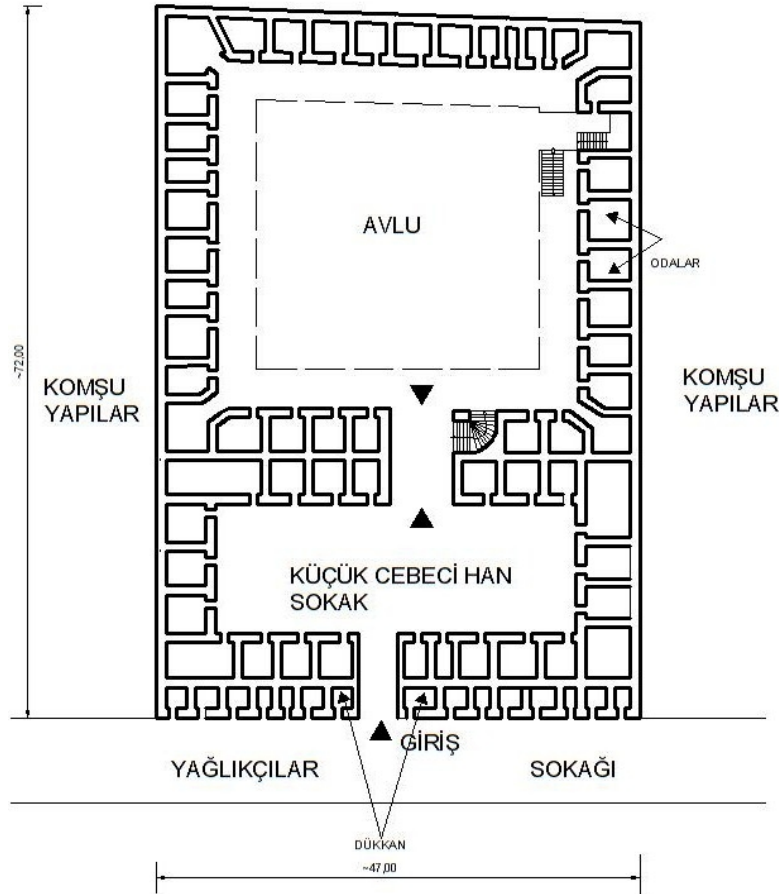 AVLU
ODALAR
~72,00
KOMŞU
YAPILAR
KOMŞU
YAPILAR
KÜÇÜK CEBECİ HAN
SOKAK
GİRİŞ
YAĞLIKÇILAR
SOKAĞI
DÜKKAN
~47,00